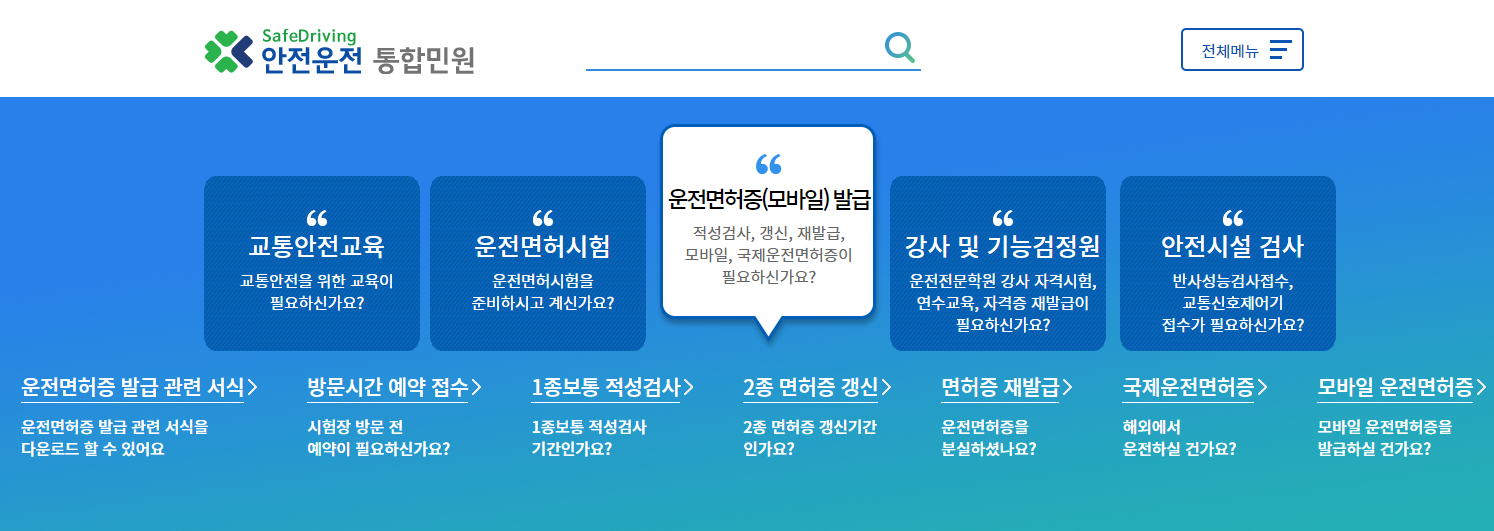 SafeDriving
안전운전 통합민원
전체메뉴
“
교통안전교육
교통안전을 위한 교육이
필요하신가요?
“
운전면허시험
운전면허시험을
준비하시고 계신가요?
“
운전면허증(모바일) 발급
적성검사, 갱신, 재발급,
모바일, 국제운전면허증이
필요하신가요?
“
강사 및 기능검정원
운전전문학원 강사 자격시험,
연수교육, 자격증 재발급이
필요하신가요?
“
안전시설 검사
반사성능검사접수,
교통신호제어기
접수가 필요하신가요?
운전면허증 발급 관련 서식
운전면허증 발급 관련 서식을
다운로드 할 수 있어요
방문시간 예약 접수
시험장 방문 전
예약이 필요하신가요?
1종보통 적성검사
1종보통 적성검사
기간인가요?
2종 면허증 갱신
2종 면허증 갱신기간
인가요?
면허증 재발급
운전면허증을
분실하셨나요?
국제운전면허증
해외에서
운전하실 건가요?
모바일 운전면허증
모바일 운전면허증을
발급하실 건가요?